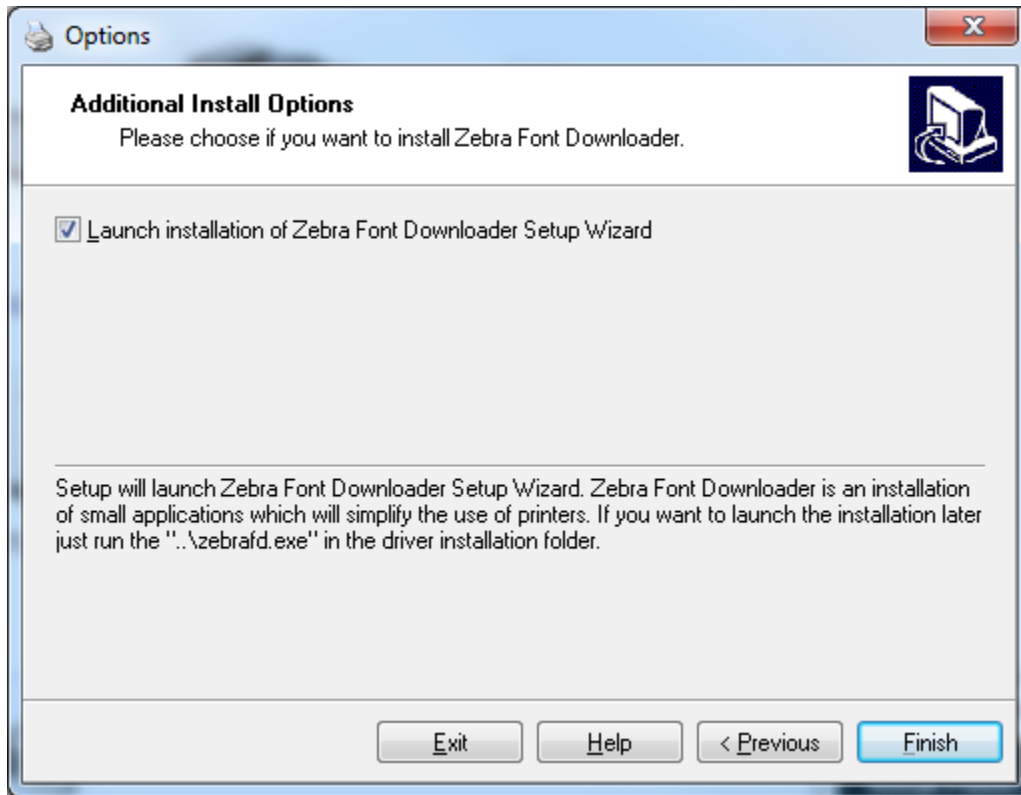 Options
Additional Install Options
Please choose if you want to install Zebra Font Downloader.
Launch installation of Zebra Font Downloader Setup Wizard
Setup will launch Zebra Font Downloader Setup Wizard. Zebra Font Downloader is an installation
of small applications which will simplify the use of printers. If you want to launch the installation later
just run the "..\zebrafd.exe" in the driver installation folder.
Exit Help < Previous Finish